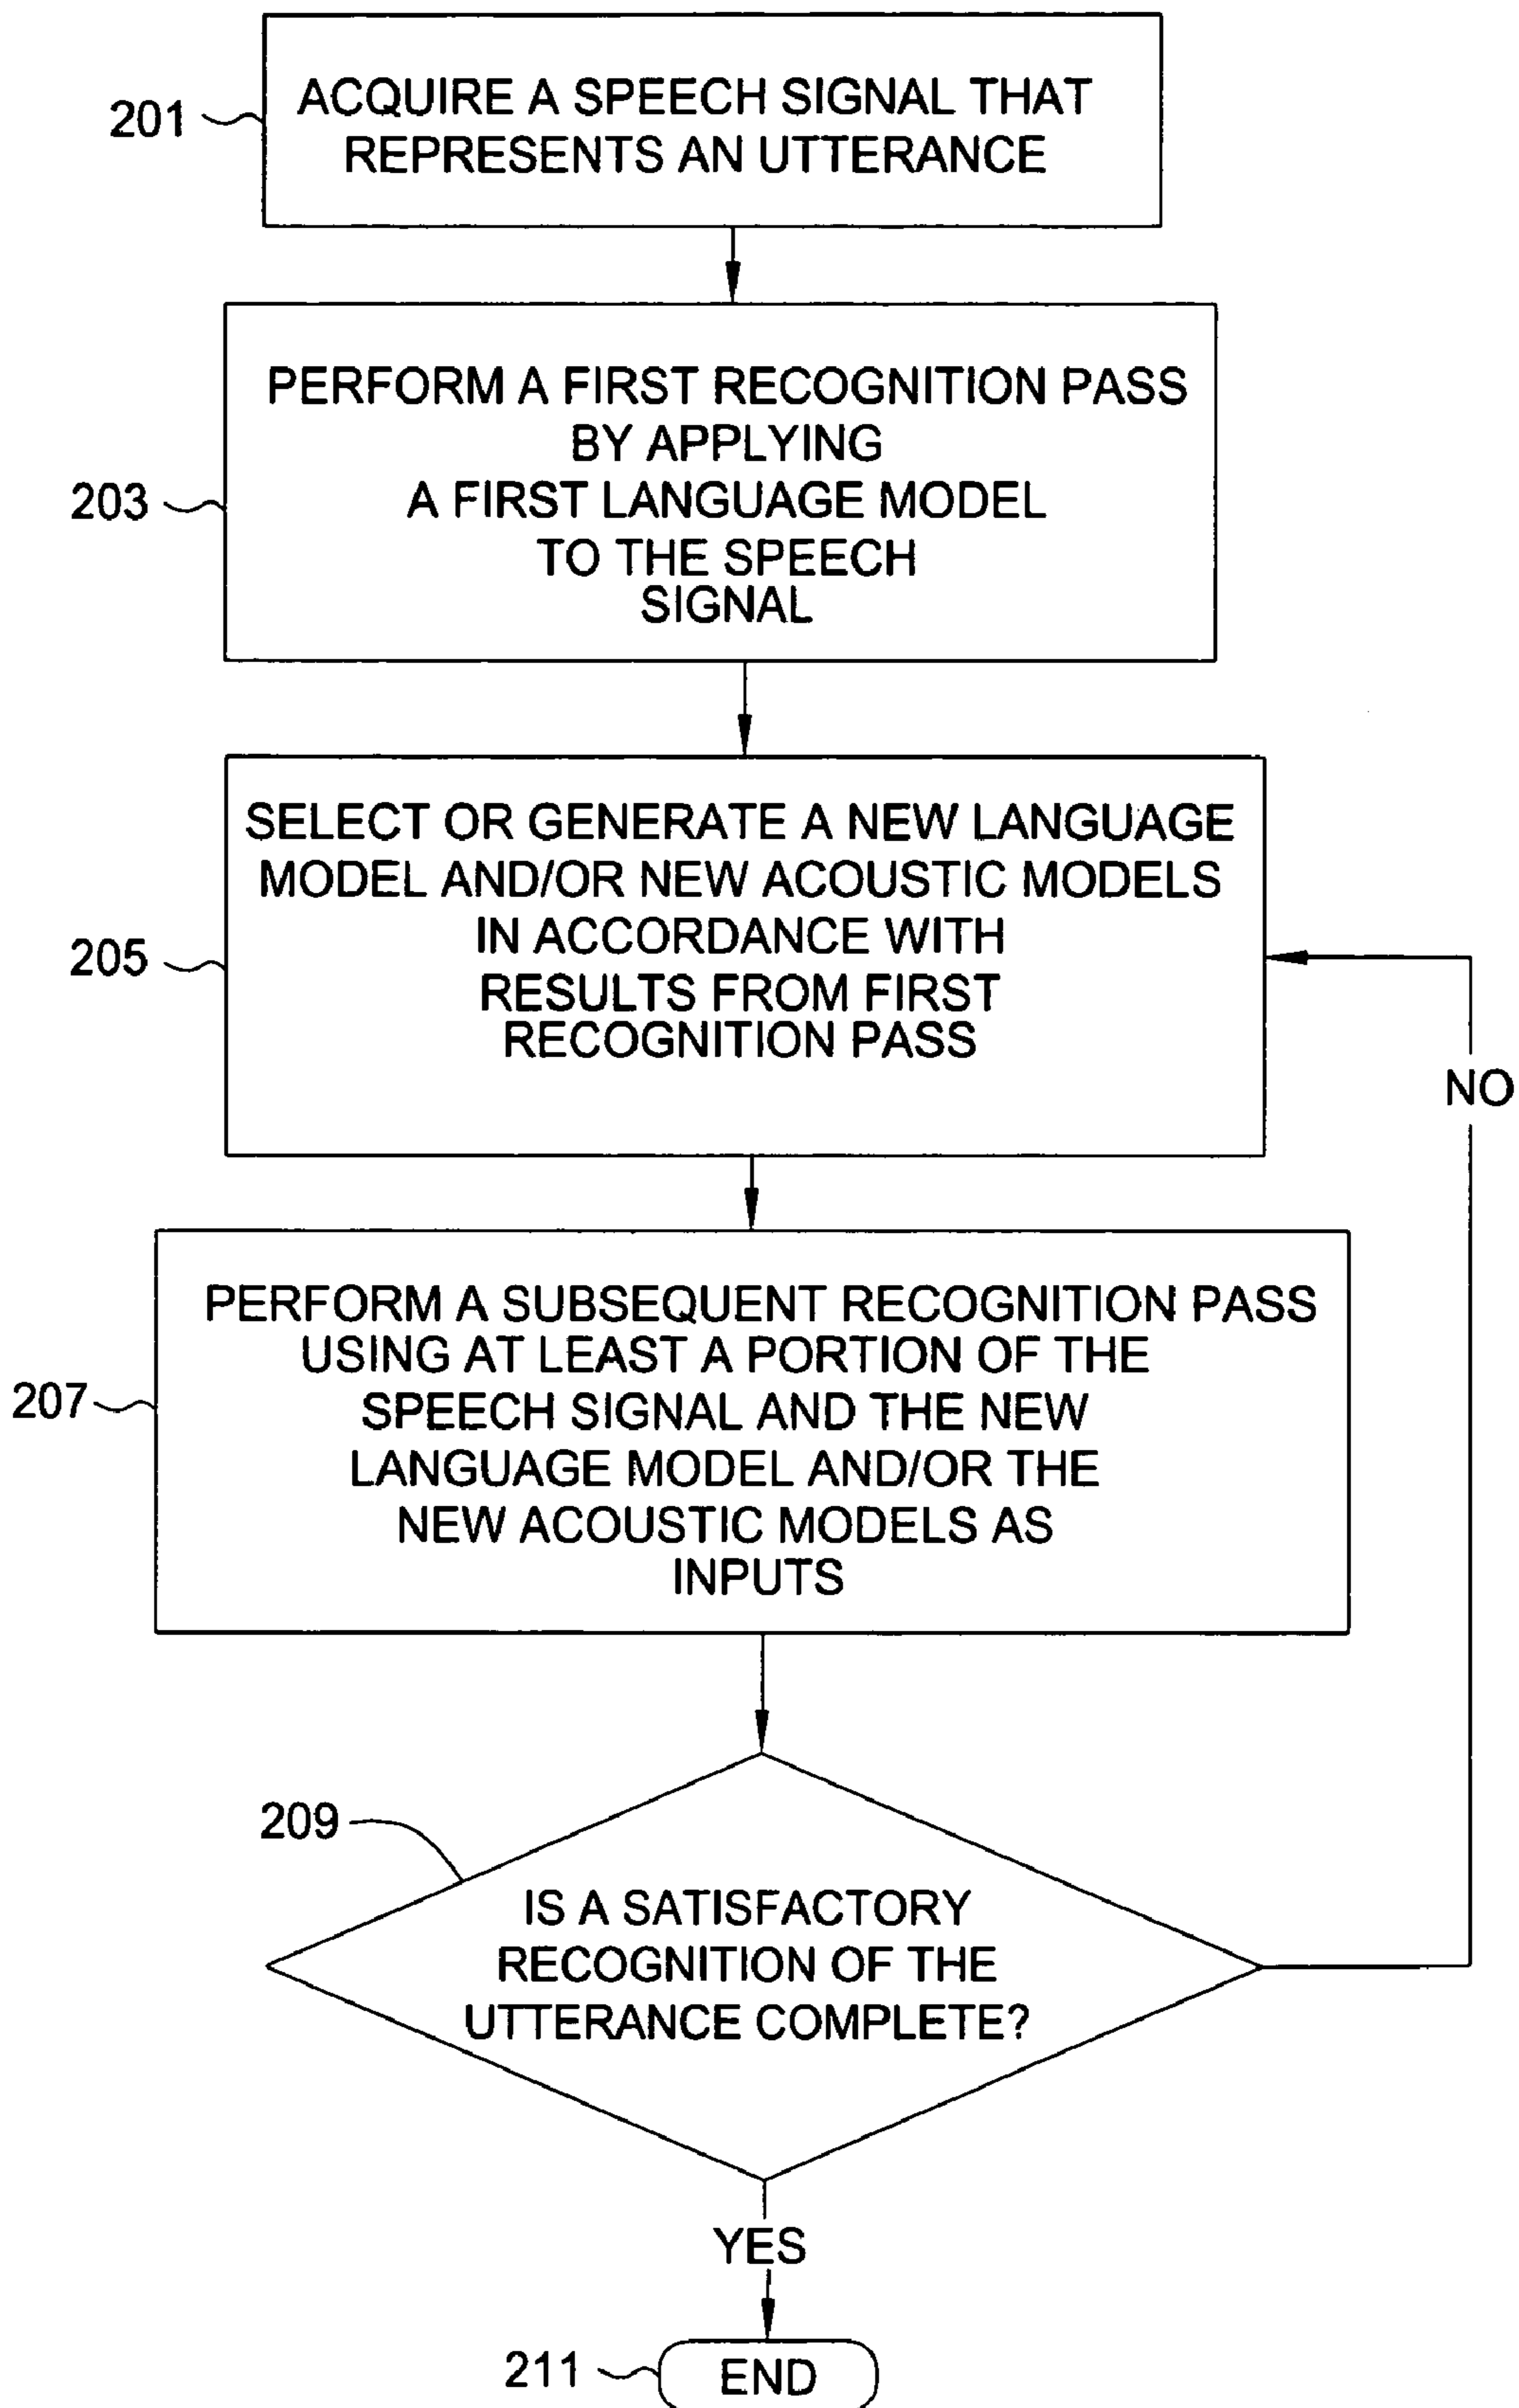 201
ACQUIRE A SPEECH SIGNAL THAT
REPRESENTS AN UTTERANCE
203
PERFORM A FIRST RECOGNITION PASS
BY APPLYING
A FIRST LANGUAGE MODEL
TO THE SPEECH
SIGNAL
205
SELECT OR GENERATE A NEW LANGUAGE
MODEL AND/OR NEW ACOUSTIC MODELS
IN ACCORDANCE WITH
RESULTS FROM FIRST
RECOGNITION PASS
NO
207
PERFORM A SUBSEQUENT RECOGNITION PASS
USING AT LEAST A PORTION OF THE
SPEECH SIGNAL AND THE NEW
LANGUAGE MODEL AND/OR THE
NEW ACOUSTIC MODELS AS
INPUTS
209
IS A SATISFACTORY
RECOGNITION OF THE
UTTERANCE COMPLETE?
YES
211
END